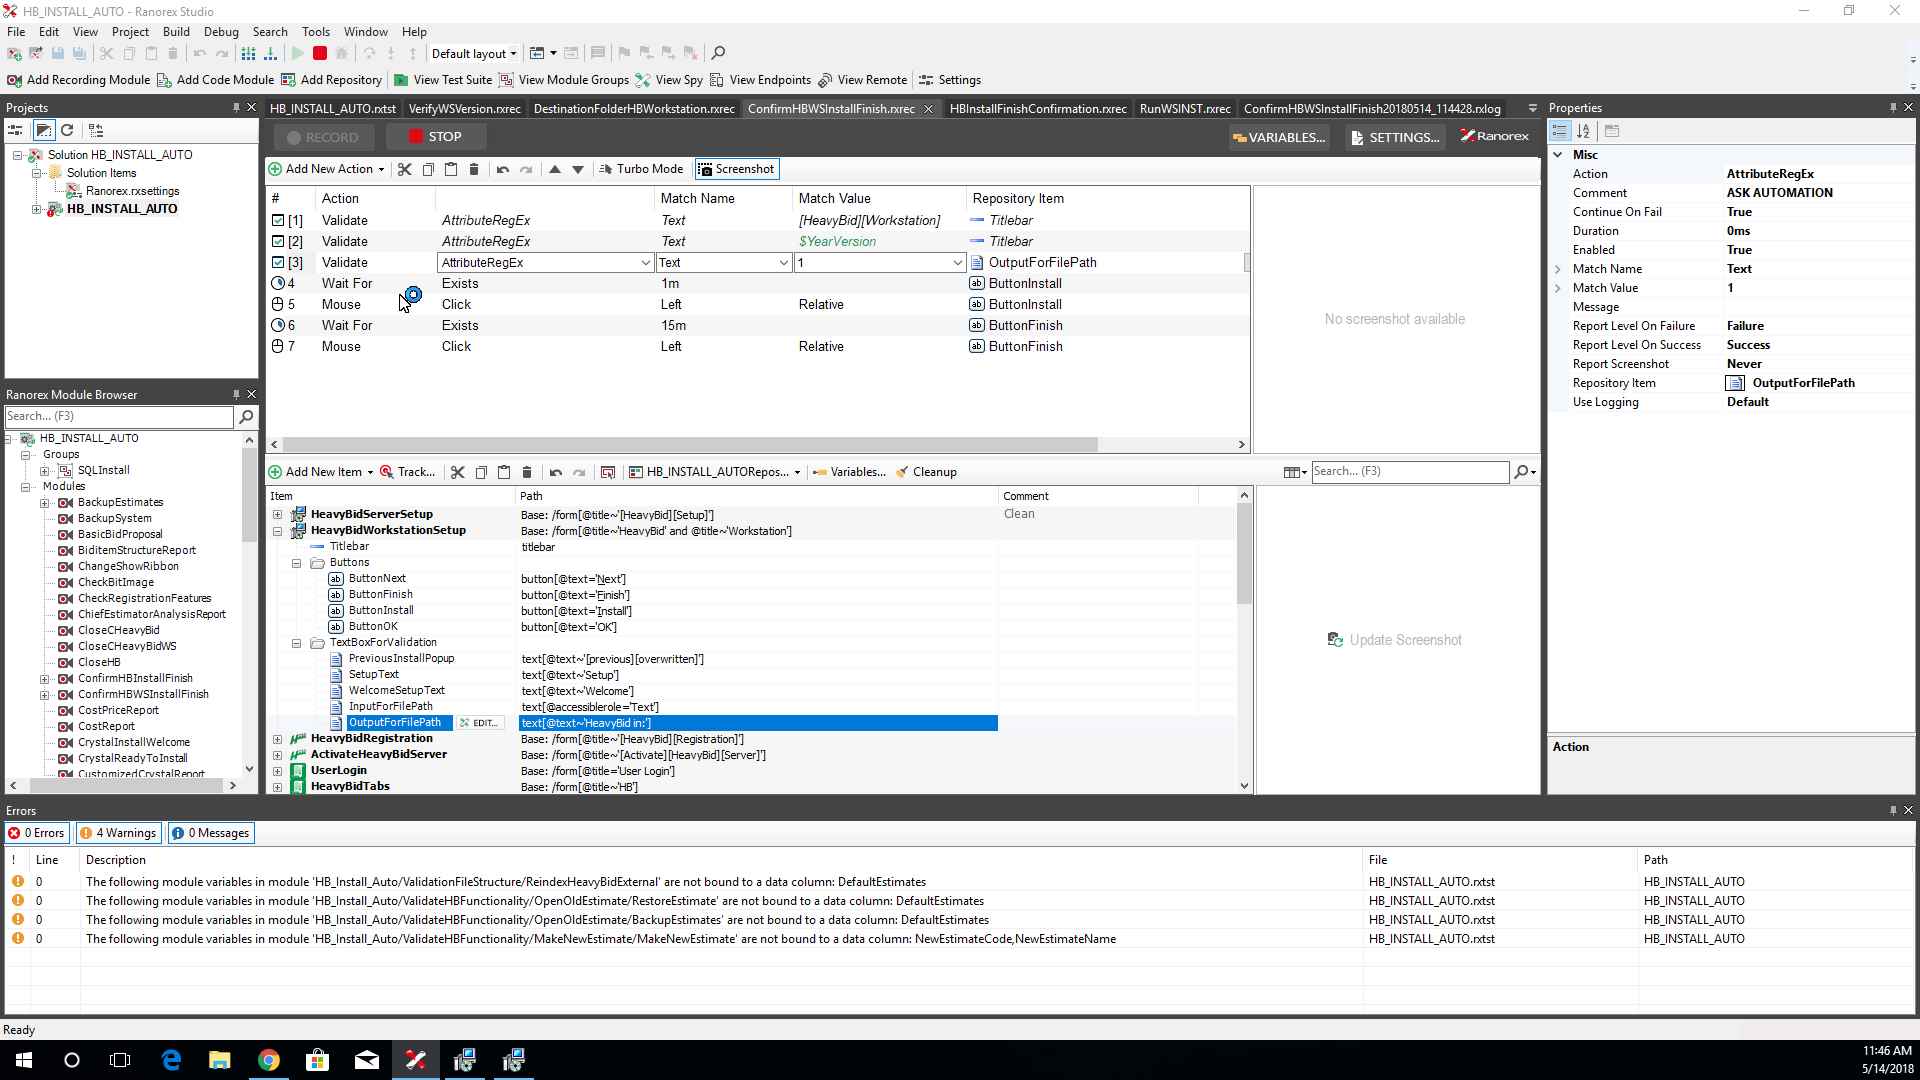 HB_INSTALL_AUTO - Ranorex Studio
File Edit View Project Build Debug Search Tools Window Help
Default layout
Add Recording Module Add Code Module Add Repository View Test Suite View Module Groups View Spy View Endpoints View Remote Settings
Projects
Solution HB_INSTALL_AUTO
Solution Items
Ranorex.rxsettings
HB_INSTALL_AUTO
HB_INSTALL_AUTO.rxtst VerifyWSVersion.rxrec DestinationFolderHBWorkstation.rxrec ConfirmHBWSInstallFinish.rxrec HBInstallFinishConfirmation.rxrec RunWSINST.rxrec ConfirmHBWSInstallFinish20180514_114428.rxlog
RECORD STOP VARIABLES... SETTINGS... Ranorex
Add New Action Turbo Mode Screenshot
# Action Match Name Match Value Repository Item
[1] Validate AttributeRegEx Text [HeavyBid][Workstation] Titlebar
[2] Validate AttributeRegEx Text $YearVersion Titlebar
[3] Validate AttributeRegEx Text 1 OutputForFilePath
4 Wait For Exists 1m ButtonInstall
5 Mouse Click Left Relative ButtonInstall
6 Wait For Exists 15m ButtonFinish
7 Mouse Click Left Relative ButtonFinish
No screenshot available
Properties
Misc
Action AttributeRegEx
Comment ASK AUTOMATION
Continue On Fail True
Duration 0ms
Enabled True
Match Name Text
Match Value 1
Message
Report Level On Failure Failure
Report Level On Success Success
Report Screenshot Never
Repository Item OutputForFilePath
Use Logging Default
Action
Ranorex Module Browser
Search... (F3)
HB_INSTALL_AUTO
Groups
SQLInstall
Modules
BackupEstimates
BackupSystem
BasicBidProposal
BiditemStructureReport
ChangeShowRibbon
CheckBitImage
CheckRegistrationFeatures
ChiefEstimatorAnalysisReport
CloseCHeavyBid
CloseCHeavyBidWS
CloseHB
ConfirmHBInstallFinish
ConfirmHBWSInstallFinish
CostPriceReport
CostReport
CrystalInstallWelcome
CrystalReadyToInstall
CustomizedCrystalReport
Add New Item Track... HB_INSTALL_AUTORepos... Variables... Cleanup Search... (F3)
Item Path Comment
HeavyBidServerSetup Base: /form[@title~'[HeavyBid][Setup]'] Clean
HeavyBidWorkstationSetup Base: /form[@title~'HeavyBid' and @title~'Workstation']
Titlebar titlebar
Buttons
ButtonNext button[@text='Next']
ButtonFinish button[@text='Finish']
ButtonInstall button[@text='Install']
ButtonOK button[@text='OK']
TextBoxForValidation
PreviousInstallPopup text[@text~'[previous][overwritten]']
SetupText text[@text~'Setup']
WelcomeSetupText text[@text~'Welcome']
InputForFilePath text[@accessiblerole='Text']
OutputForFilePath EDIT... text[@text~'HeavyBid in:']
HeavyBidRegistration Base: /form[@title~'[HeavyBid][Registration]']
ActivateHeavyBidServer Base: /form[@title~'[Activate][HeavyBid][Server]']
UserLogin Base: /form[@title='User Login']
HeavyBidTabs Base: /form[@title~'HB']
Update Screenshot
Errors
0 Errors 4 Warnings 0 Messages
! Line Description File Path
0 The following module variables in module 'HB_Install_Auto/ValidationFileStructure/ReindexHeavyBidExternal' are not bound to a data column: DefaultEstimates HB_INSTALL_AUTO.rxtst HB_INSTALL_AUTO
0 The following module variables in module 'HB_Install_Auto/ValidateHBFunctionality/OpenOldEstimate/RestoreEstimate' are not bound to a data column: DefaultEstimates HB_INSTALL_AUTO.rxtst HB_INSTALL_AUTO
0 The following module variables in module 'HB_Install_Auto/ValidateHBFunctionality/OpenOldEstimate/BackupEstimates' are not bound to a data column: DefaultEstimates HB_INSTALL_AUTO.rxtst HB_INSTALL_AUTO
0 The following module variables in module 'HB_Install_Auto/ValidateHBFunctionality/MakeNewEstimate/MakeNewEstimate' are not bound to a data column: NewEstimateCode,NewEstimateName HB_INSTALL_AUTO.rxtst HB_INSTALL_AUTO
Ready
11:46 AM
5/14/2018